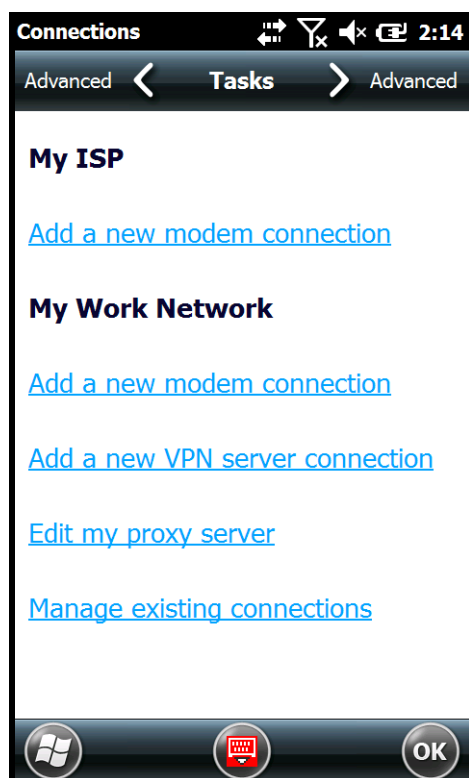 Connections 2:14
Advanced Tasks Advanced
My ISP
Add a new modem connection
My Work Network
Add a new modem connection
Add a new VPN server connection
Edit my proxy server
Manage existing connections
OK